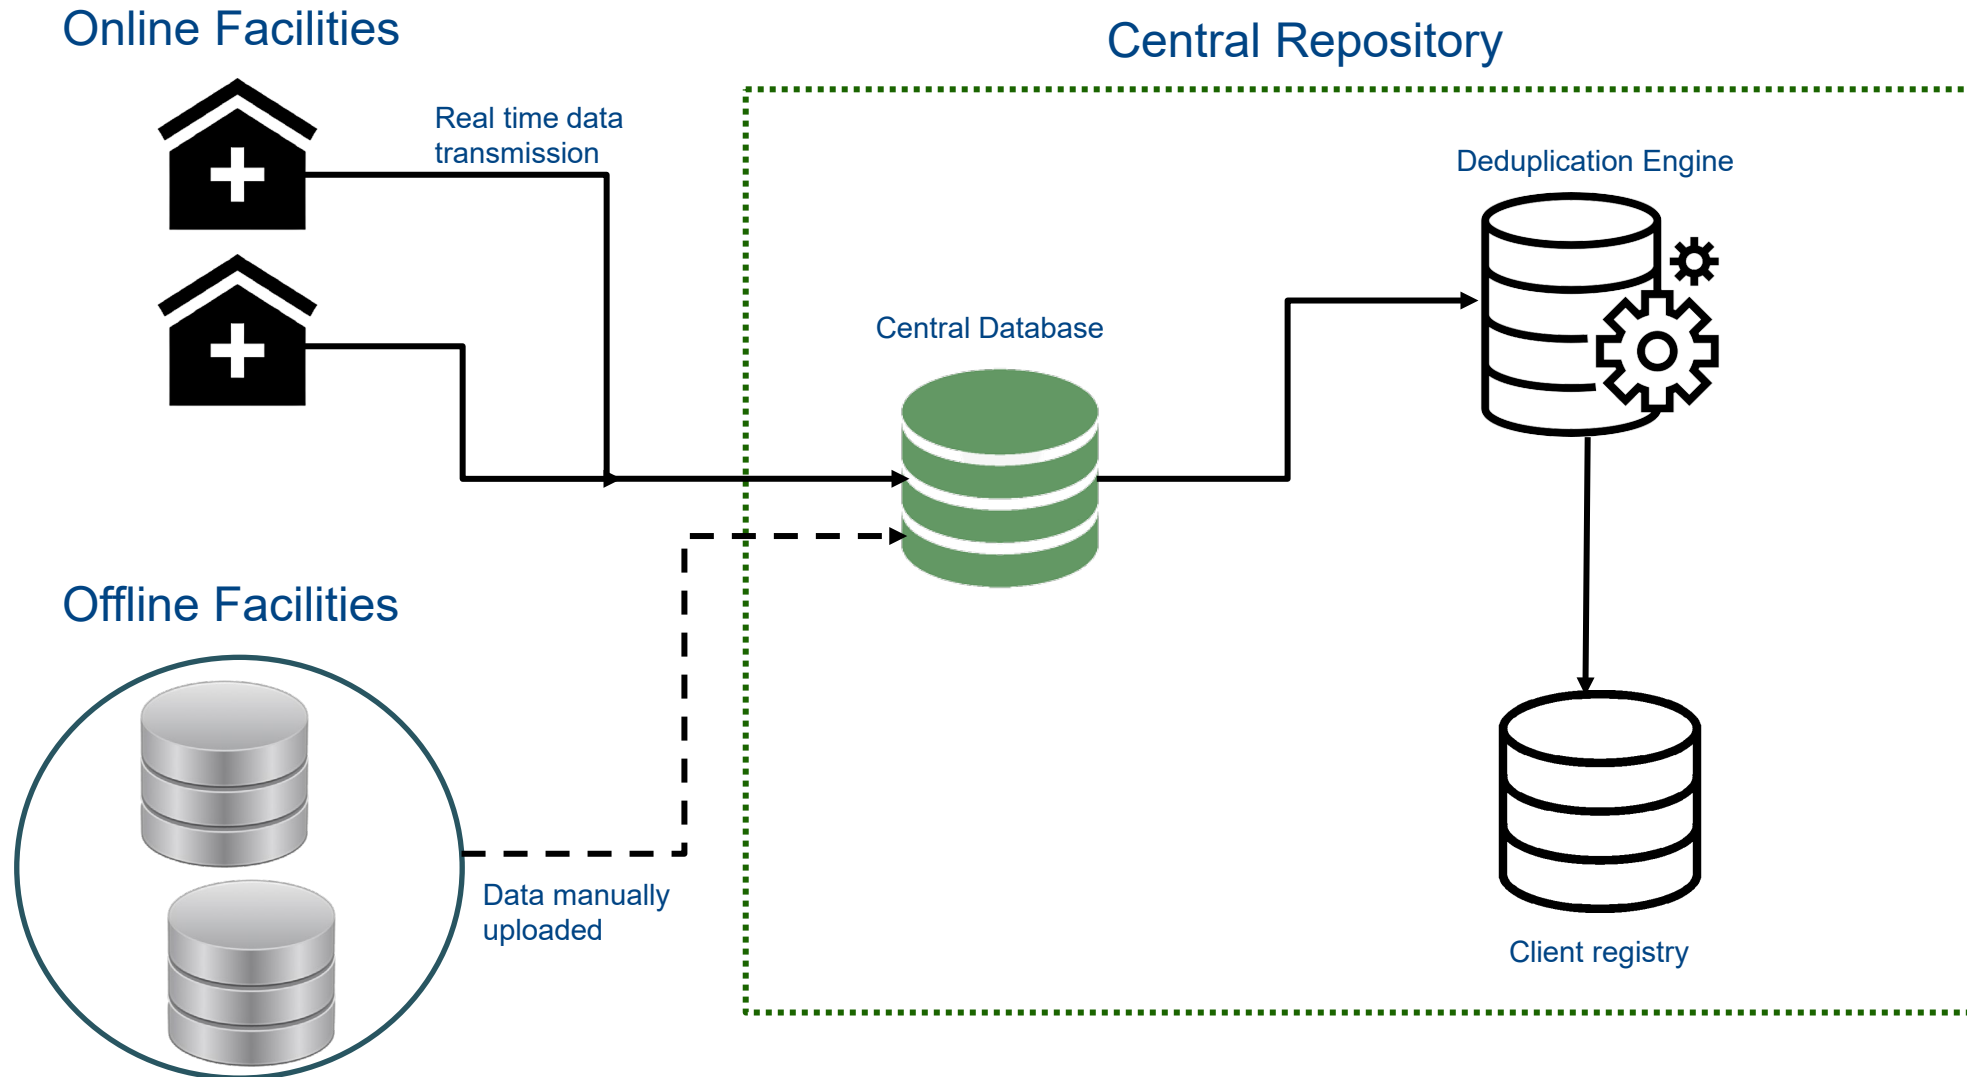 Online Facilities
Central Repository
Real time data
transmission
Deduplication Engine
Central Database
Offline Facilities
Data manually
uploaded
Client registry